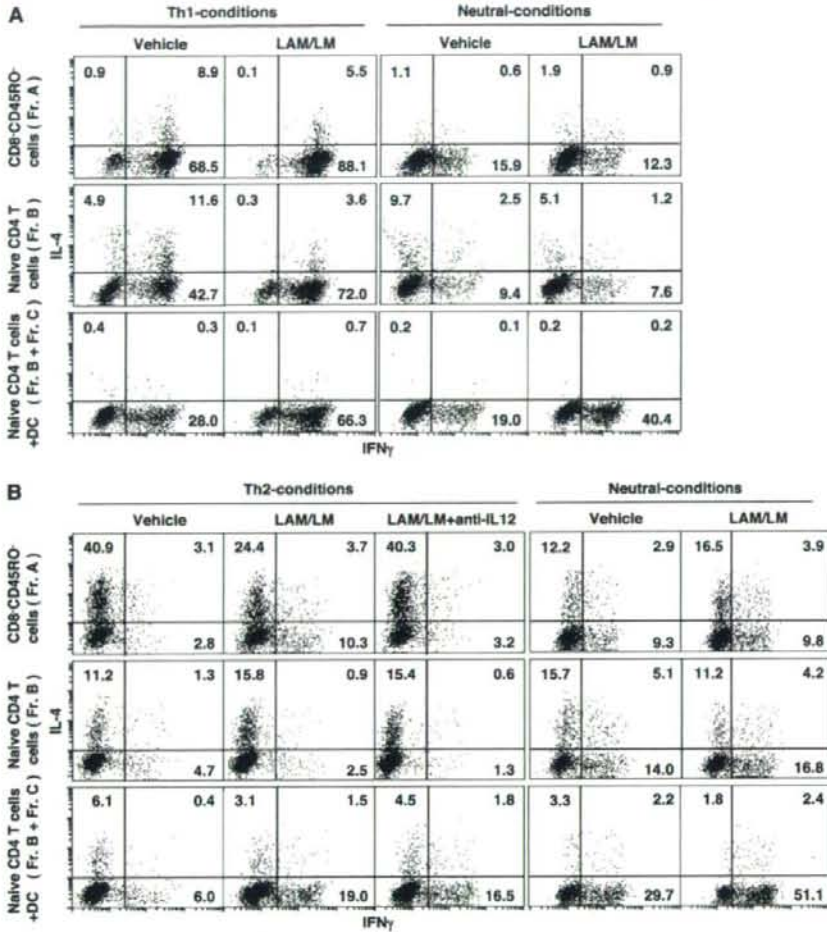 A
Th1-conditions Neutral-conditions
Vehicle LAM/LM Vehicle LAM/LM
CD8-CD45RO- cells ( Fr. A)
0.9 8.9 0.1 5.5 1.1 0.6 1.9 0.9
68.5 88.1 15.9 12.3
Naive CD4 T cells ( Fr. B)
4.9 11.6 0.3 3.6 9.7 2.5 5.1 1.2
IL-4
42.7 72.0 9.4 7.6
Naive CD4 T cells +DC ( Fr. B + Fr. C )
0.4 0.3 0.1 0.7 0.2 0.1 0.2 0.2
28.0 66.3 19.0 40.4
IFNγ
B
Th2-conditions Neutral-conditions
Vehicle LAM/LM LAM/LM+anti-IL12 Vehicle LAM/LM
CD8-CD45RO- cells ( Fr. A)
40.9 3.1 24.4 3.7 40.3 3.0 12.2 2.9 16.5 3.9
2.8 10.3 3.2 9.3 9.8
Naive CD4 T cells ( Fr. B)
11.2 1.3 15.8 0.9 15.4 0.6 15.7 5.1 11.2 4.2
IL-4
4.7 2.5 1.3 14.0 16.8
Naive CD4 T cells +DC ( Fr. B + Fr. C )
6.1 0.4 3.1 1.5 4.5 1.8 3.3 2.2 1.8 2.4
6.0 19.0 16.5 29.7 51.1
IFNγ